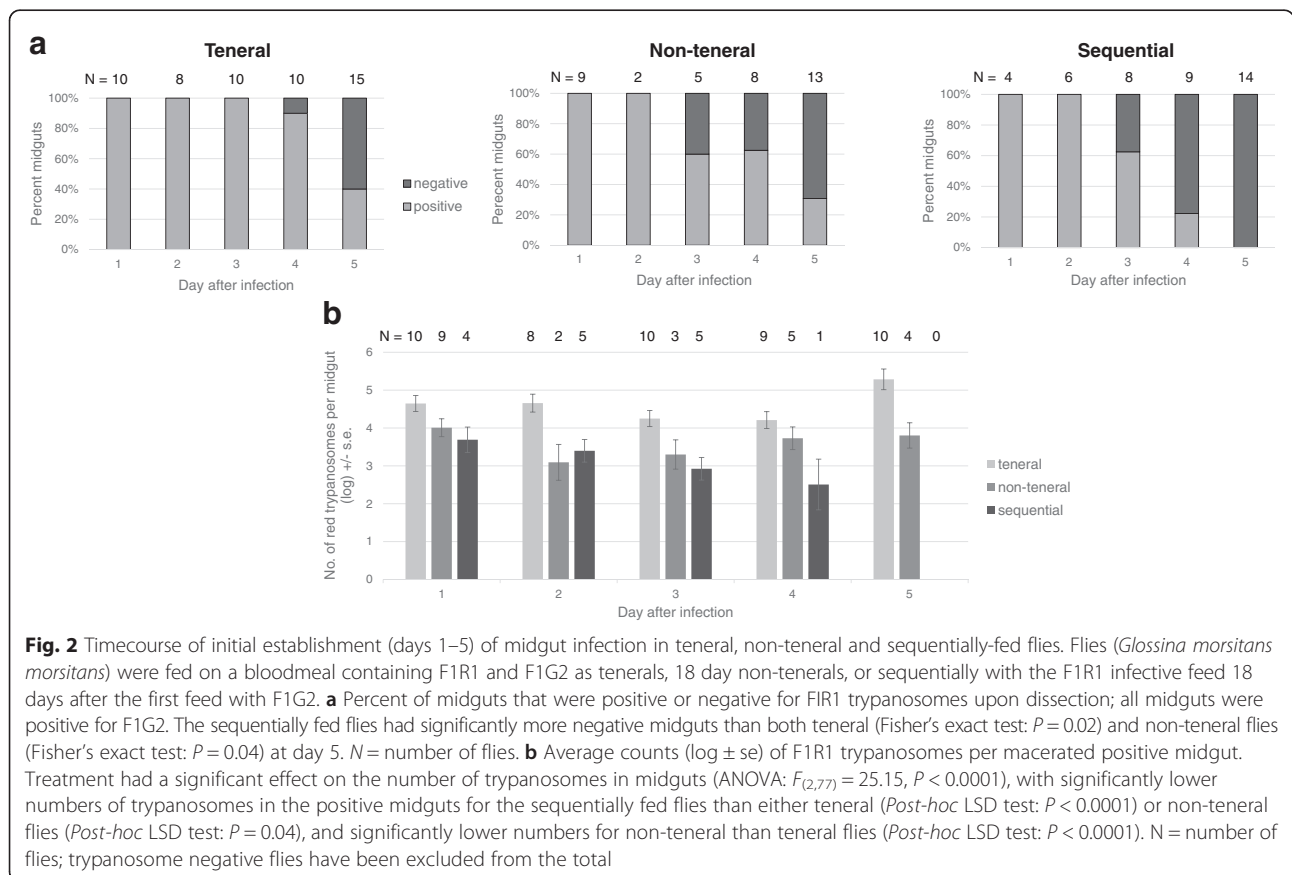 a
Teneral
Non-teneral
Sequential
N = 10 8 10 10 15
N = 9 2 5 8 13
N = 4 6 8 9 14
100%
80%
60%
40%
20%
0%
Percent midguts
1 2 3 4 5
Day after infection
negative
positive
100%
80%
60%
40%
20%
0%
Perecent midguts
1 2 3 4 5
Day after infection
100%
80%
60%
40%
20%
0%
Percent midguts
1 2 3 4 5
Day after infection
b
N = 10 9 4 8 2 5 10 3 5 9 5 1 10 4 0
6
5
4
3
2
1
0
No. of red trypanosomes per midgut
(log) +/- s.e.
1 2 3 4 5
Day after infection
teneral
non-teneral
sequential
Fig. 2 Timecourse of initial establishment (days 1–5) of midgut infection in teneral, non-teneral and sequentially-fed flies. Flies (Glossina morsitans
morsitans) were fed on a bloodmeal containing F1R1 and F1G2 as tenerals, 18 day non-tenerals, or sequentially with the F1R1 infective feed 18
days after the first feed with F1G2. a Percent of midguts that were positive or negative for FIR1 trypanosomes upon dissection; all midguts were
positive for F1G2. The sequentially fed flies had significantly more negative midguts than both teneral (Fisher's exact test: P = 0.02) and non-teneral flies
(Fisher's exact test: P = 0.04) at day 5. N = number of flies. b Average counts (log ± se) of F1R1 trypanosomes per macerated positive midgut.
Treatment had a significant effect on the number of trypanosomes in midguts (ANOVA: F(2,77) = 25.15, P < 0.0001), with significantly lower
numbers of trypanosomes in the positive midguts for the sequentially fed flies than either teneral (Post-hoc LSD test: P < 0.0001) or non-teneral
flies (Post-hoc LSD test: P = 0.04), and significantly lower numbers for non-teneral than teneral flies (Post-hoc LSD test: P < 0.0001). N = number of
flies; trypanosome negative flies have been excluded from the total